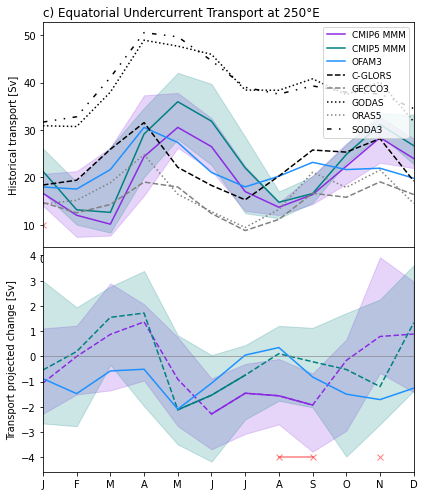 c) Equatorial Undercurrent Transport at 250°E
Historical transport [Sv]
50
40
30
20
10
CMIP6 MMM
CMIP5 MMM
OFAM3
C-GLORS
GECCO3
GODAS
ORAS5
SODA3
Transport projected change [Sv]
4
3
2
1
0
−1
−2
−3
−4
J F M A M J J A S O N D